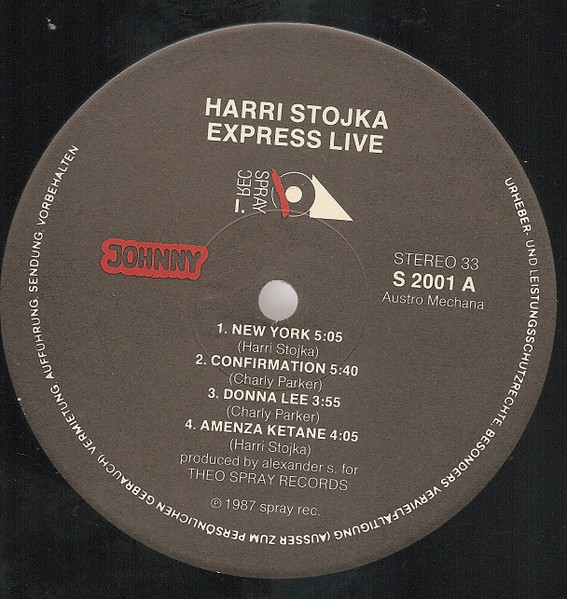 HARRI STOJKA
EXPRESS LIVE
SPRAY
REC
I.
JOHNNY
STEREO 33
S 2001 A
Austro Mechana
1. NEW YORK 5:05
(Harri Stojka)
2. CONFIRMATION 5:40
(Charly Parker)
3. DONNA LEE 3:55
(Charly Parker)
4. AMENZA KETANE 4:05
(Harri Stojka)
produced by alexander s. for
THEO SPRAY RECORDS
℗ 1987 spray rec.
URHEBER- UND LEISTUNGSSCHUTZRECHTE, BESONDERS VERVIELFÄLTIGUNG (AUSSER ZUM PERSÖNLICHEN GEBRAUCH), VERMIETUNG, AUFFÜHRUNG, SENDUNG, VORBEHALTEN